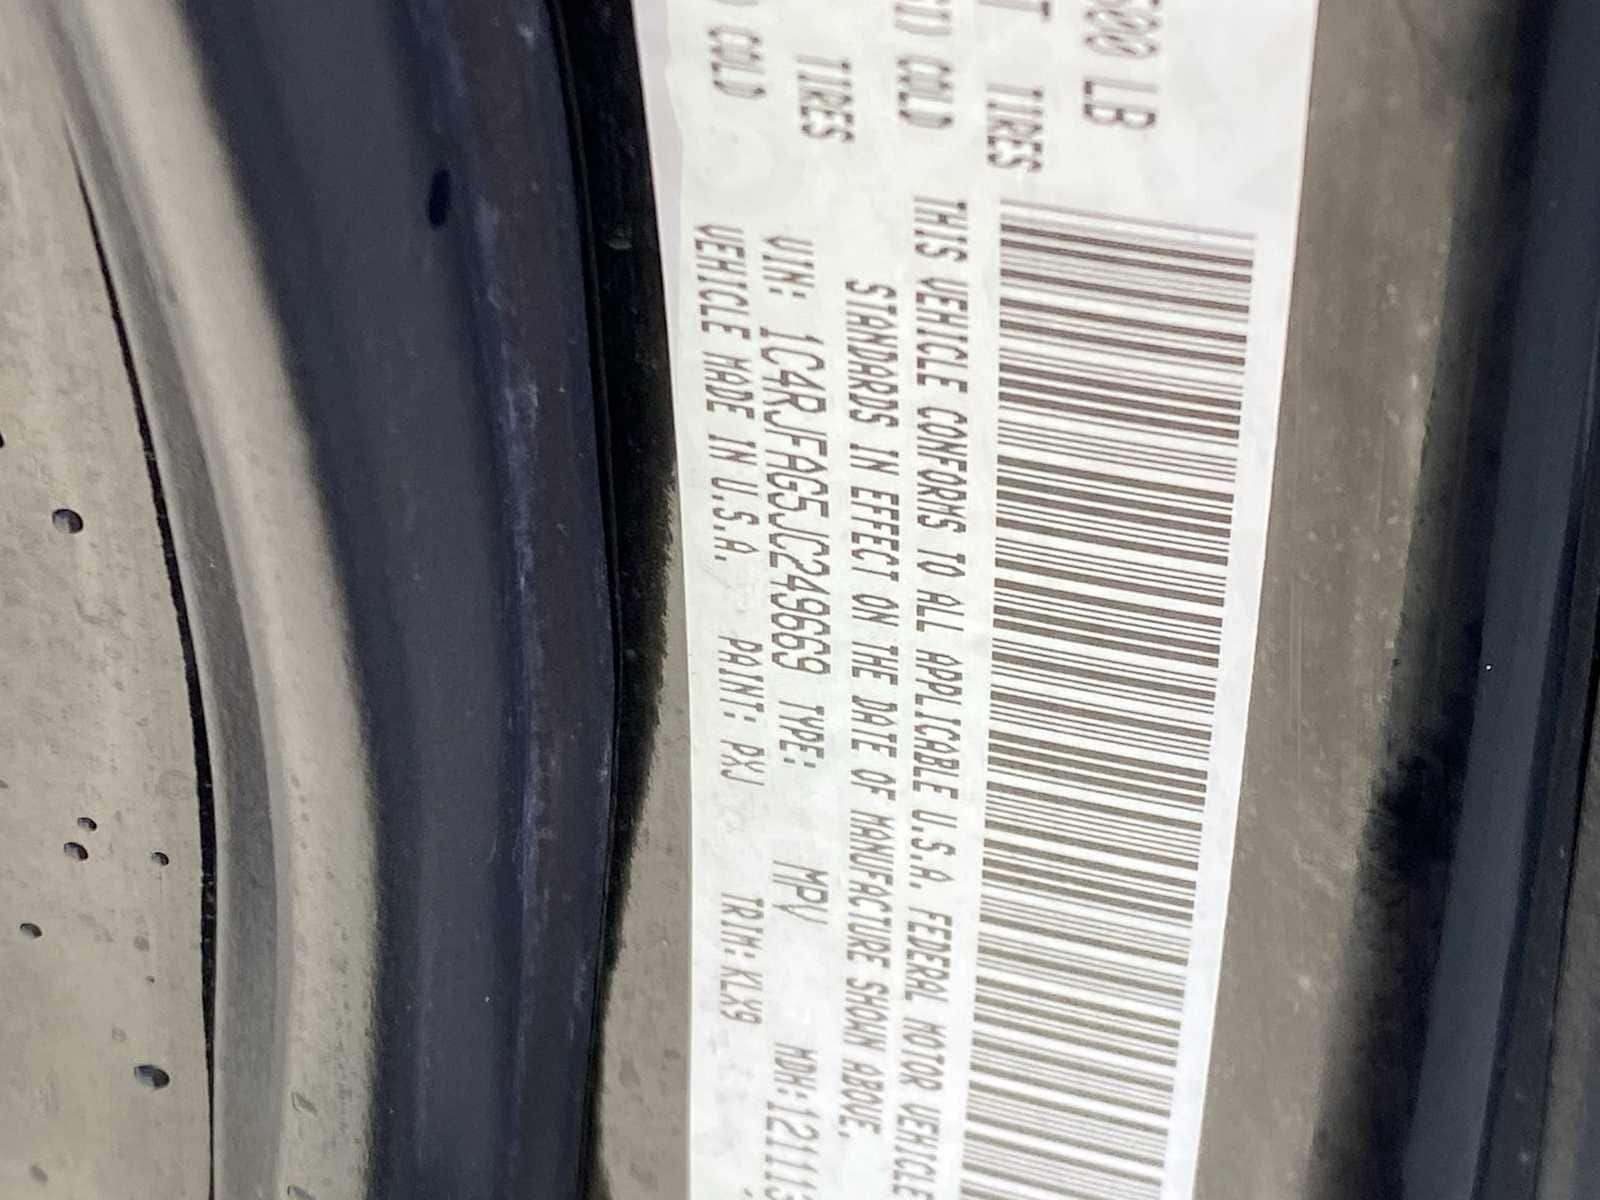 500 LB
T TIRES
SI) COLD
TIRES
) COLD
THIS VEHICLE CONFORMS TO ALL APPLICABLE U.S.A. FEDERAL MOTOR VEHICLE
STANDARDS IN EFFECT ON THE DATE OF MANUFACTURE SHOWN ABOVE.
VIN: 1C4RJFAG5JC249669 TYPE: MPV MDH:121113
VEHICLE MADE IN U.S.A. PAINT: PXJ TRIM:KLX9